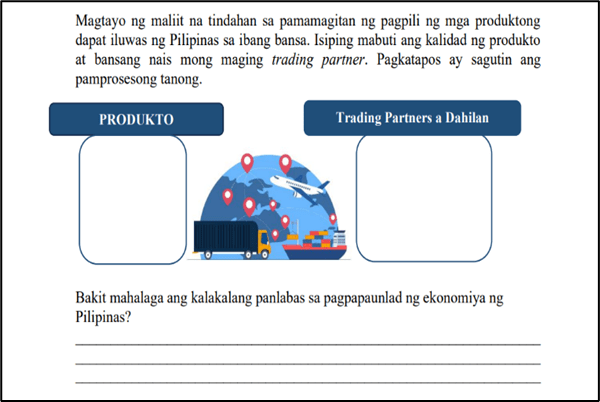 Magtayo ng maliit na tindahan sa pamamagitan ng pagpili ng mga produktong
dapat iluwas ng Pilipinas sa ibang bansa. Isiping mabuti ang kalidad ng produkto
at bansang nais mong maging trading partner. Pagkatapos ay sagutin ang
pamprosesong tanong.
PRODUKTO
Trading Partners a Dahilan
Bakit mahalaga ang kalakalang panlabas sa pagpapaunlad ng ekonomiya ng
Pilipinas?